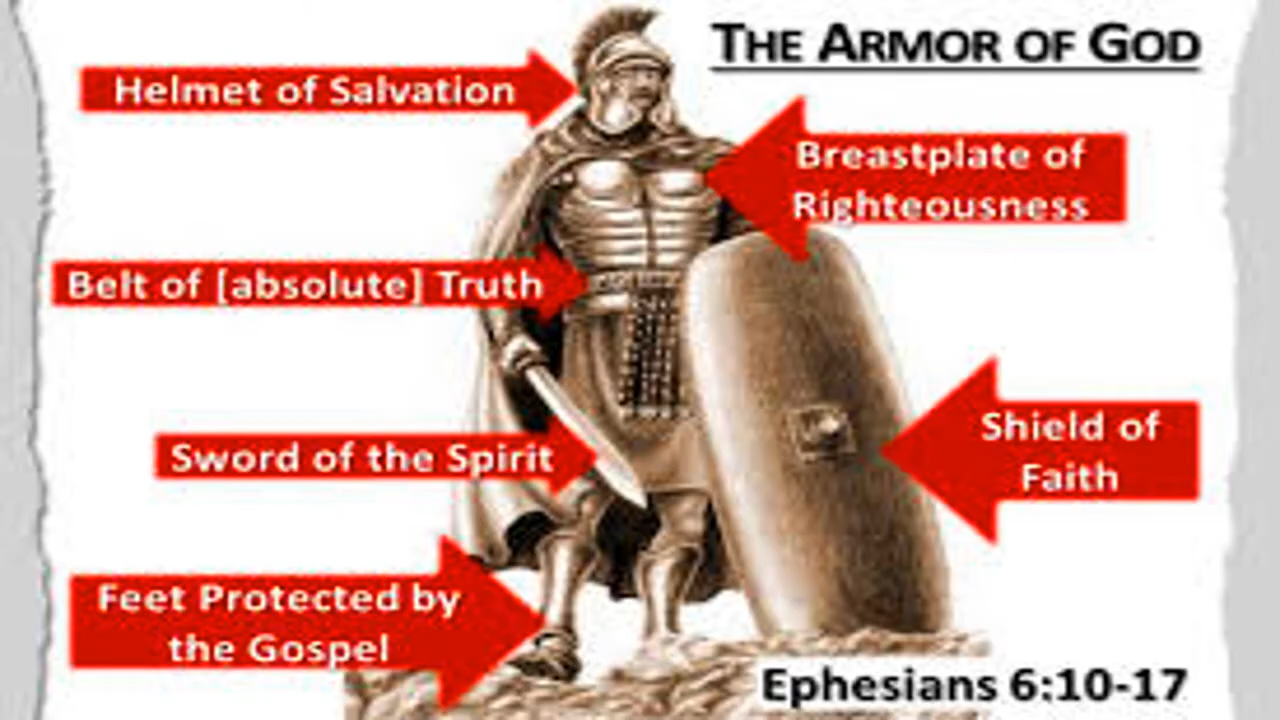 THE ARMOR OF GOD
Helmet of Salvation
Breastplate of
Righteousness
Belt of [absolute] Truth
Sword of the Spirit
Shield of
Faith
Feet Protected by
the Gospel
Ephesians 6:10-17